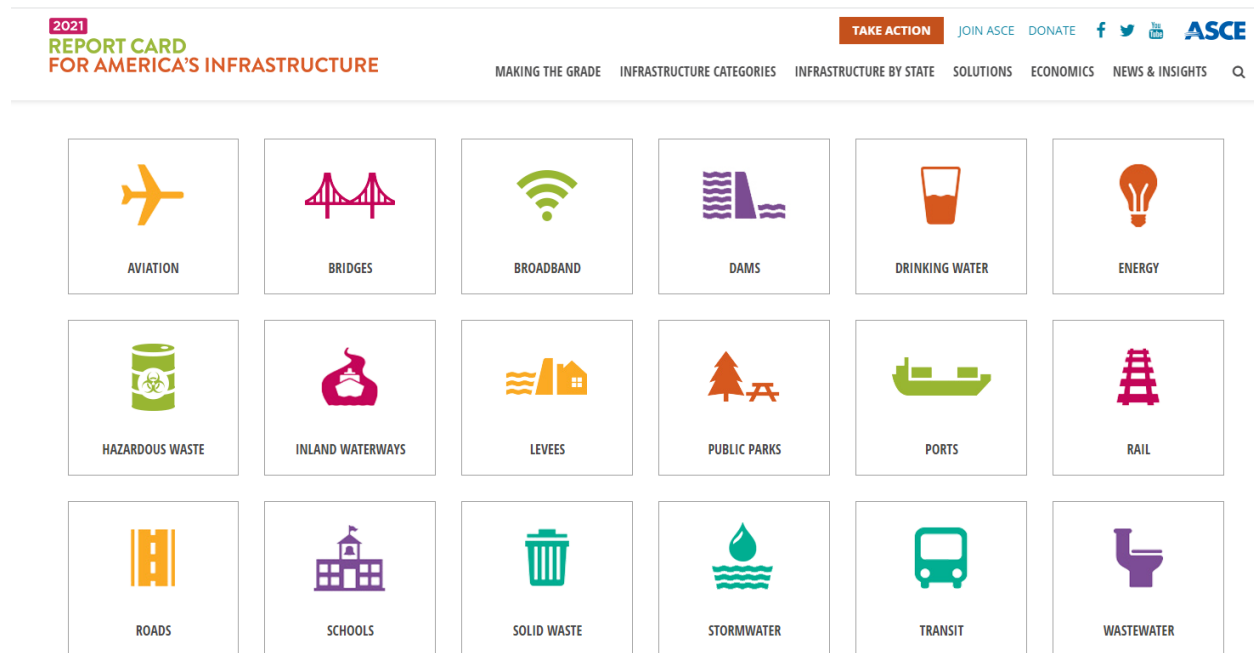 2021
REPORT CARD
FOR AMERICA'S INFRASTRUCTURE
TAKE ACTION JOIN ASCE DONATE f You Tube ASCE
MAKING THE GRADE INFRASTRUCTURE CATEGORIES INFRASTRUCTURE BY STATE SOLUTIONS ECONOMICS NEWS & INSIGHTS
AVIATION BRIDGES BROADBAND DAMS DRINKING WATER ENERGY
HAZARDOUS WASTE INLAND WATERWAYS LEVEES PUBLIC PARKS PORTS RAIL
ROADS SCHOOLS SOLID WASTE STORMWATER TRANSIT WASTEWATER